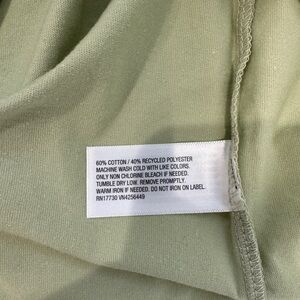 60% COTTON / 40% RECYCLED POLYESTER
MACHINE WASH COLD WITH LIKE COLORS.
ONLY NON CHLORINE BLEACH IF NEEDED.
TUMBLE DRY LOW. REMOVE PROMPTLY.
WARM IRON IF NEEDED. DO NOT IRON ON LABEL.
RN17730 VN4256449